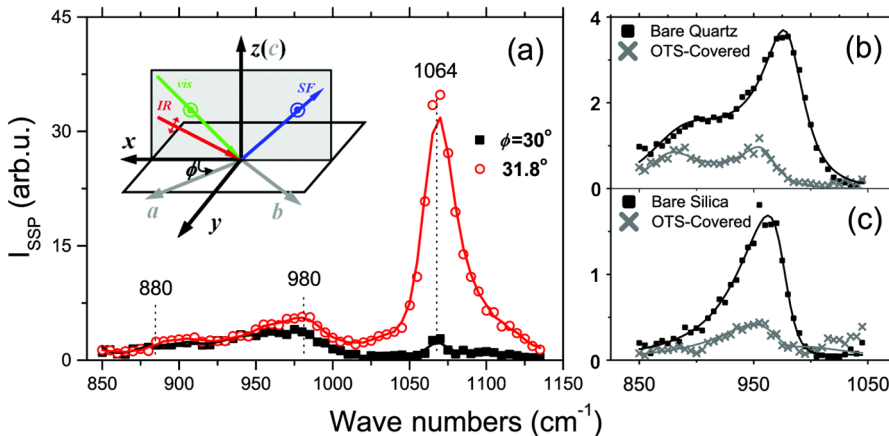 (a)
I_SSP (arb.u.)
45
30
15
0
z(c)
vis
IR
SF
x
ϕ
a
b
y
1064
ϕ=30°
31.8°
880
980
850 900 950 1000 1050 1100 1150
Wave numbers (cm⁻¹)
(b)
Bare Quartz
OTS-Covered
4
2
0
(c)
Bare Silica
OTS-Covered
1
0
850 950 1050